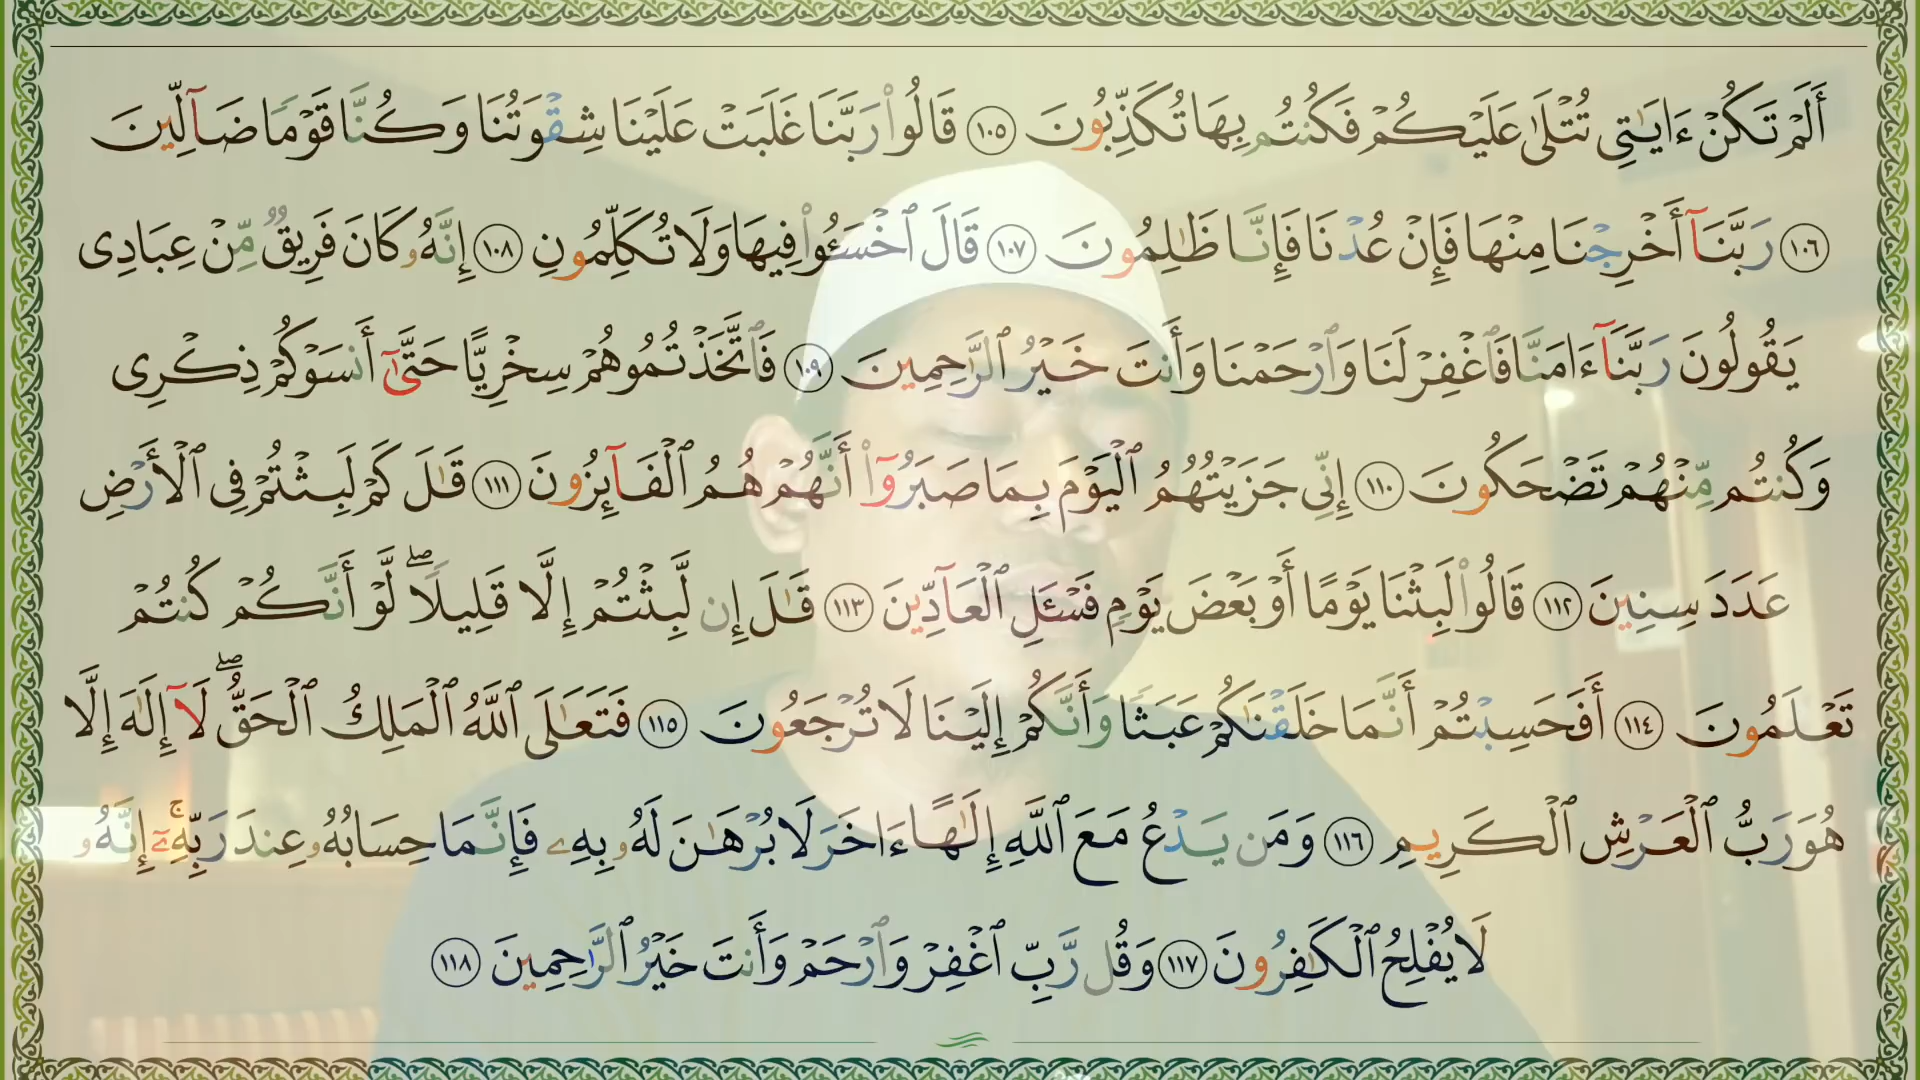 أَلَمْ تَكُنْ ءَايَٰتِى تُتْلَىٰ عَلَيْكُمْ فَكُنتُم بِهَا تُكَذِّبُونَ ١٠٥ قَالُوا۟ رَبَّنَا غَلَبَتْ عَلَيْنَا شِقْوَتُنَا وَكُنَّا قَوْمًا ضَآلِّينَ
١٠٦ رَبَّنَآ أَخْرِجْنَا مِنْهَا فَإِنْ عُدْنَا فَإِنَّا ظَٰلِمُونَ ١٠٧ قَالَ ٱخْسَـُٔوا۟ فِيهَا وَلَا تُكَلِّمُونِ ١٠٨ إِنَّهُۥ كَانَ فَرِيقٌ مِّنْ عِبَادِى
يَقُولُونَ رَبَّنَآ ءَامَنَّا فَٱغْفِرْ لَنَا وَٱرْحَمْنَا وَأَنتَ خَيْرُ ٱلرَّٰحِمِينَ ١٠٩ فَٱتَّخَذْتُمُوهُمْ سِخْرِيًّا حَتَّىٰٓ أَنسَوْكُمْ ذِكْرِى
وَكُنتُم مِّنْهُمْ تَضْحَكُونَ ١١٠ إِنِّى جَزَيْتُهُمُ ٱلْيَوْمَ بِمَا صَبَرُوٓا۟ أَنَّهُمْ هُمُ ٱلْفَآئِزُونَ ١١١ قَٰلَ كَمْ لَبِثْتُمْ فِى ٱلْأَرْضِ
عَدَدَ سِنِينَ ١١٢ قَالُوا۟ لَبِثْنَا يَوْمًا أَوْ بَعْضَ يَوْمٍ فَسْـَٔلِ ٱلْعَآدِّينَ ١١٣ قَٰلَ إِن لَّبِثْتُمْ إِلَّا قَلِيلًا ۖ لَّوْ أَنَّكُمْ كُنتُمْ
تَعْلَمُونَ ١١٤ أَفَحَسِبْتُمْ أَنَّمَا خَلَقْنَٰكُمْ عَبَثًا وَأَنَّكُمْ إِلَيْنَا لَا تُرْجَعُونَ ١١٥ فَتَعَٰلَى ٱللَّهُ ٱلْمَلِكُ ٱلْحَقُّ ۖ لَآ إِلَٰهَ إِلَّا
هُوَ رَبُّ ٱلْعَرْشِ ٱلْكَرِيمِ ١١٦ وَمَن يَدْعُ مَعَ ٱللَّهِ إِلَٰهًا ءَاخَرَ لَا بُرْهَٰنَ لَهُۥ بِهِۦ فَإِنَّمَا حِسَابُهُۥ عِندَ رَبِّهِۦٓ ۚ إِنَّهُۥ
لَا يُفْلِحُ ٱلْكَٰفِرُونَ ١١٧ وَقُل رَّبِّ ٱغْفِرْ وَٱرْحَمْ وَأَنتَ خَيْرُ ٱلرَّٰحِمِينَ ١١٨